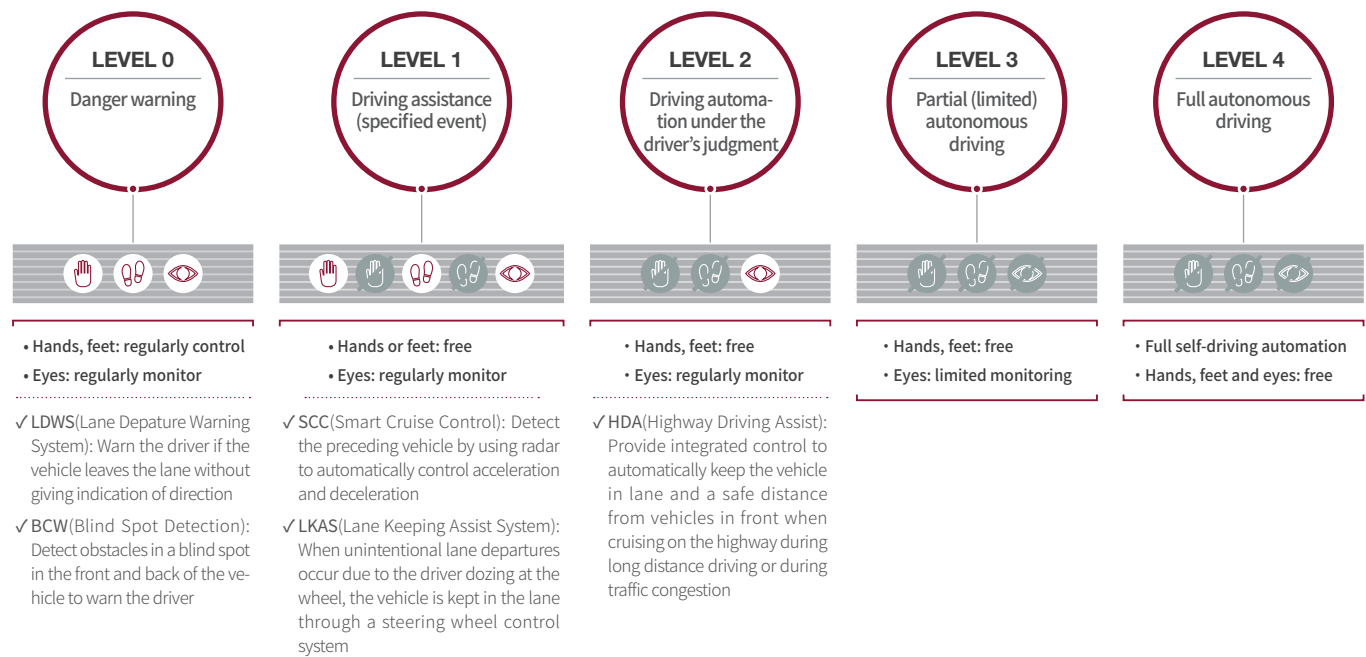 LEVEL 0
Danger warning
• Hands, feet: regularly control
• Eyes: regularly monitor
✓ LDWS(Lane Depature Warning
System): Warn the driver if the
vehicle leaves the lane without
giving indication of direction
✓ BCW(Blind Spot Detection):
Detect obstacles in a blind spot
in the front and back of the ve-
hicle to warn the driver
LEVEL 1
Driving assistance
(specified event)
• Hands or feet: free
• Eyes: regularly monitor
✓ SCC(Smart Cruise Control): Detect
the preceding vehicle by using radar
to automatically control acceleration
and deceleration
✓ LKAS(Lane Keeping Assist System):
When unintentional lane departures
occur due to the driver dozing at the
wheel, the vehicle is kept in the lane
through a steering wheel control
system
LEVEL 2
Driving automa-
tion under the
driver's judgment
• Hands, feet: free
• Eyes: regularly monitor
✓ HDA(Highway Driving Assist):
Provide integrated control to
automatically keep the vehicle
in lane and a safe distance
from vehicles in front when
cruising on the highway during
long distance driving or during
traffic congestion
LEVEL 3
Partial (limited)
autonomous
driving
• Hands, feet: free
• Eyes: limited monitoring
LEVEL 4
Full autonomous
driving
• Full self-driving automation
• Hands, feet and eyes: free